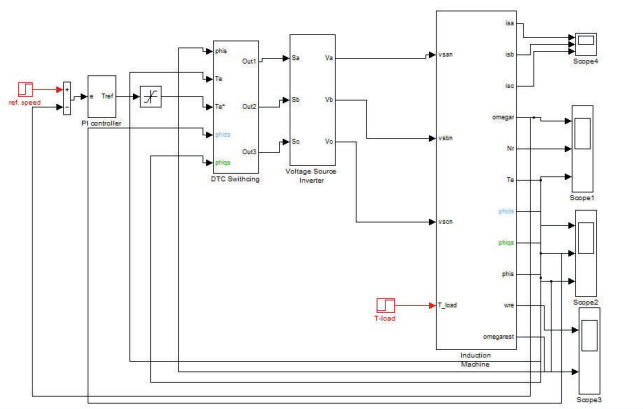 ref. speed
+
−
e
Tref
PI controller
phis
Te
Te*
phids
phiqs
Out1
Out2
Out3
DTC Swithcing
Sa
Sb
Sc
Va
Vb
Vc
Voltage Source
Inverter
vsan
vsbn
vscn
T_load
T-load
isa
isb
isc
omegar
Nr
Te
phids
phiqs
phis
wre
omegarest
Induction
Machine
Scope4
Scope1
Scope2
Scope3